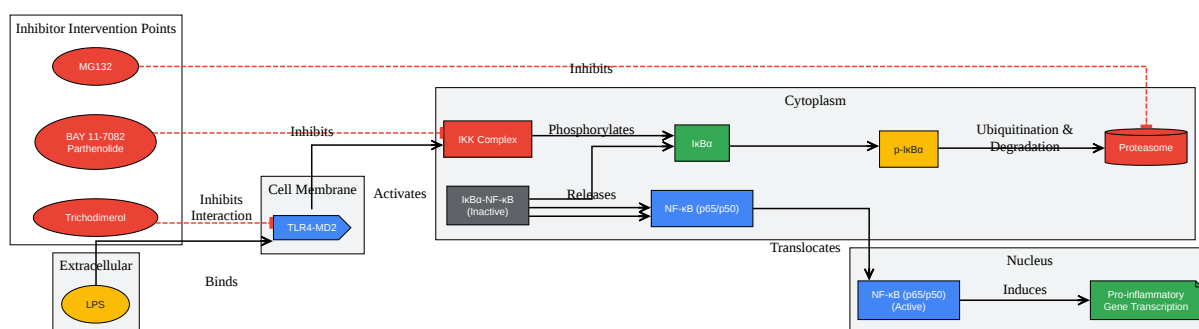 Inhibitor Intervention Points
MG132
Inhibits
BAY 11-7082
Parthenolide
Inhibits
Trichodimerol
Inhibits
Interaction
Extracellular
LPS
Binds
Cell Membrane
TLR4-MD2
Activates
Cytoplasm
IKK Complex
Phosphorylates
IκBα
p-IκBα
Ubiquitination &
Degradation
Proteasome
IκBα-NF-κB
(Inactive)
Releases
NF-κB (p65/p50)
Translocates
Nucleus
NF-κB (p65/p50)
(Active)
Induces
Pro-inflammatory
Gene Transcription